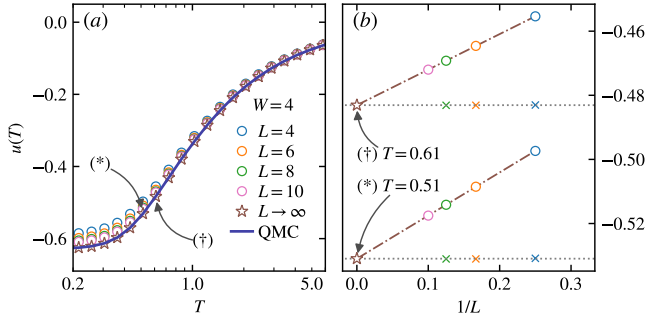 (a)
u(T)
0.0
−0.2
−0.4
−0.6
W = 4
L = 4
L = 6
L = 8
L = 10
L → ∞
QMC
(*)
(†)
0.2
1.0
5.0
T
(b)
−0.46
−0.48
−0.50
−0.52
(†) T = 0.61
(*) T = 0.51
0.0
0.1
0.2
0.3
1/L